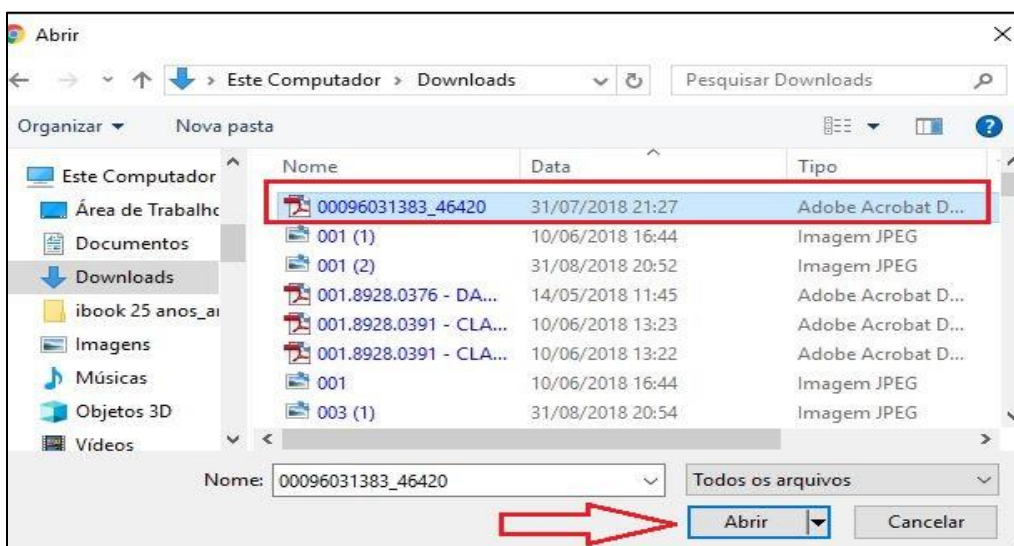 Abrir
Este Computador > Downloads
Pesquisar Downloads
Organizar
Nova pasta
Este Computador
Área de Trabalho
Documentos
Downloads
ibook 25 anos_ar
Imagens
Músicas
Objetos 3D
Vídeos
Nome Data Tipo
00096031383_46420 31/07/2018 21:27 Adobe Acrobat D...
001 (1) 10/06/2018 16:44 Imagem JPEG
001 (2) 31/08/2018 20:52 Imagem JPEG
001.8928.0376 - DA... 14/05/2018 11:45 Adobe Acrobat D...
001.8928.0391 - CLA... 10/06/2018 13:23 Adobe Acrobat D...
001.8928.0391 - CLA... 10/06/2018 13:22 Adobe Acrobat D...
001 10/06/2018 16:44 Imagem JPEG
003 (1) 31/08/2018 20:54 Imagem JPEG
Nome: 00096031383_46420
Todos os arquivos
Abrir
Cancelar